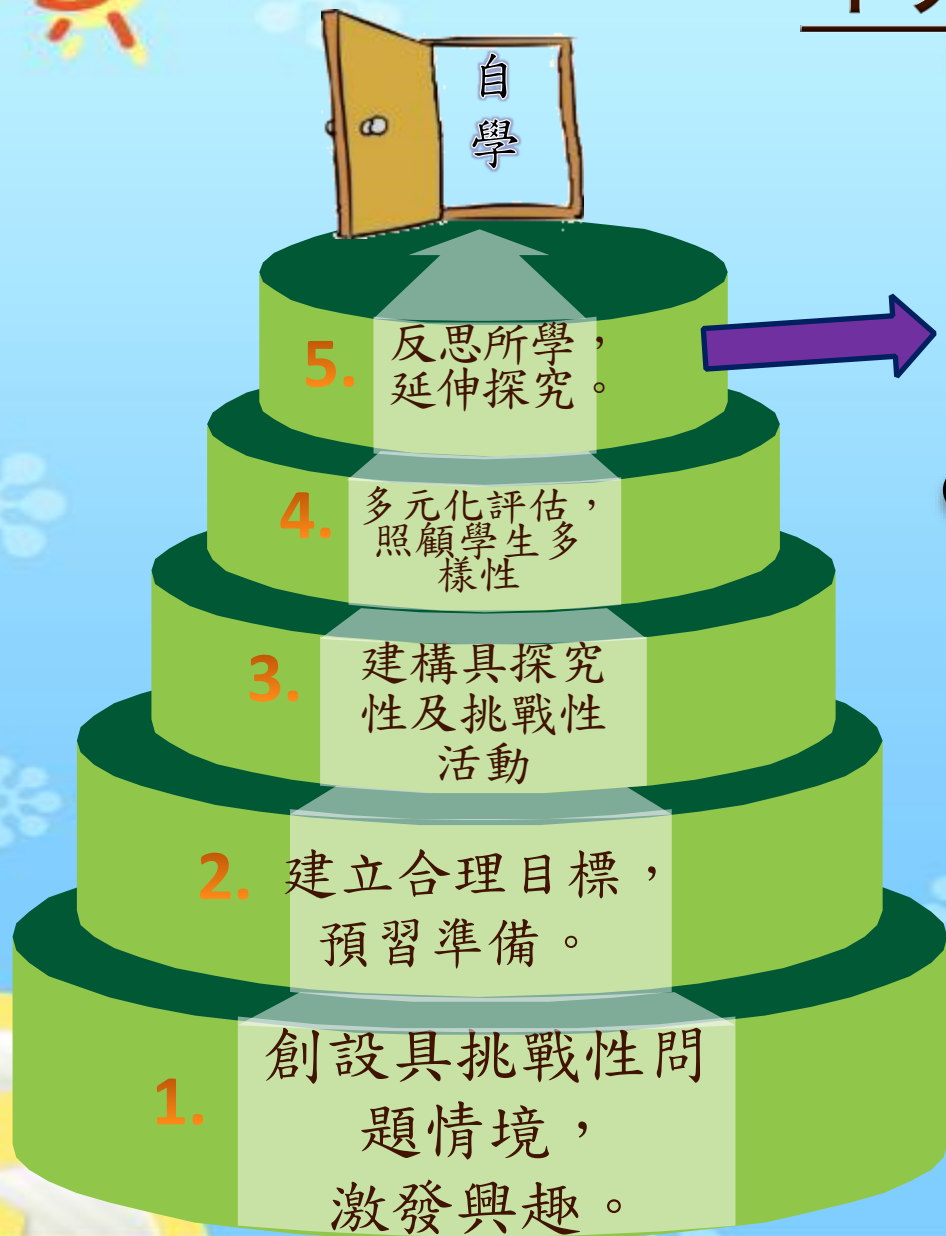 自
學
5. 反思所學，
延伸探究。
4. 多元化評估，
照顧學生多
樣性
3. 建構具探究
性及挑戰性
活動
2. 建立合理目標，
預習準備。
1. 創設具挑戰性問
題情境，
激發興趣。